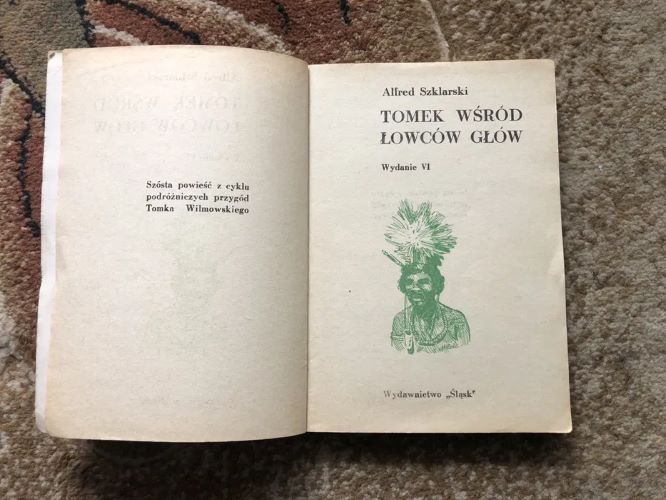 Szósta powieść z cyklu
podróżniczych przygód
Tomka Wilmowskiego
Alfred Szklarski
TOMEK WŚRÓD
ŁOWCÓW GŁÓW
Wydanie VI
Wydawnictwo „Śląsk”